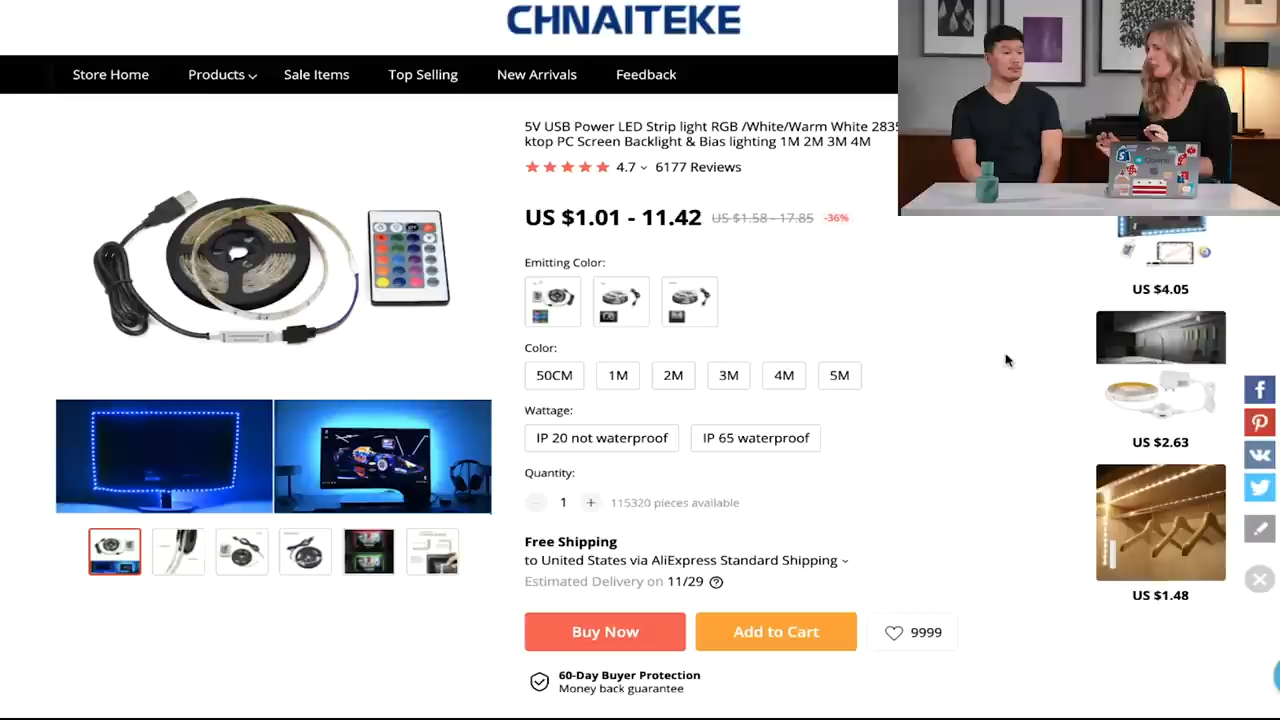 CHNAITEKE
Store Home
Products
Sale Items
Top Selling
New Arrivals
Feedback
5V USB Power LED Strip light RGB /White/Warm White 2835
ktop PC Screen Backlight & Bias lighting 1M 2M 3M 4M
4.7
6177 Reviews
US $1.01 - 11.42
US $1.58 - 17.85
-36%
Emitting Color:
Color:
50CM
1M
2M
3M
4M
5M
Wattage:
IP 20 not waterproof
IP 65 waterproof
Quantity:
1
115320 pieces available
Free Shipping
to United States via AliExpress Standard Shipping
Estimated Delivery on 11/29
Buy Now
Add to Cart
9999
60-Day Buyer Protection
Money back guarantee
US $4.05
US $2.63
US $1.48